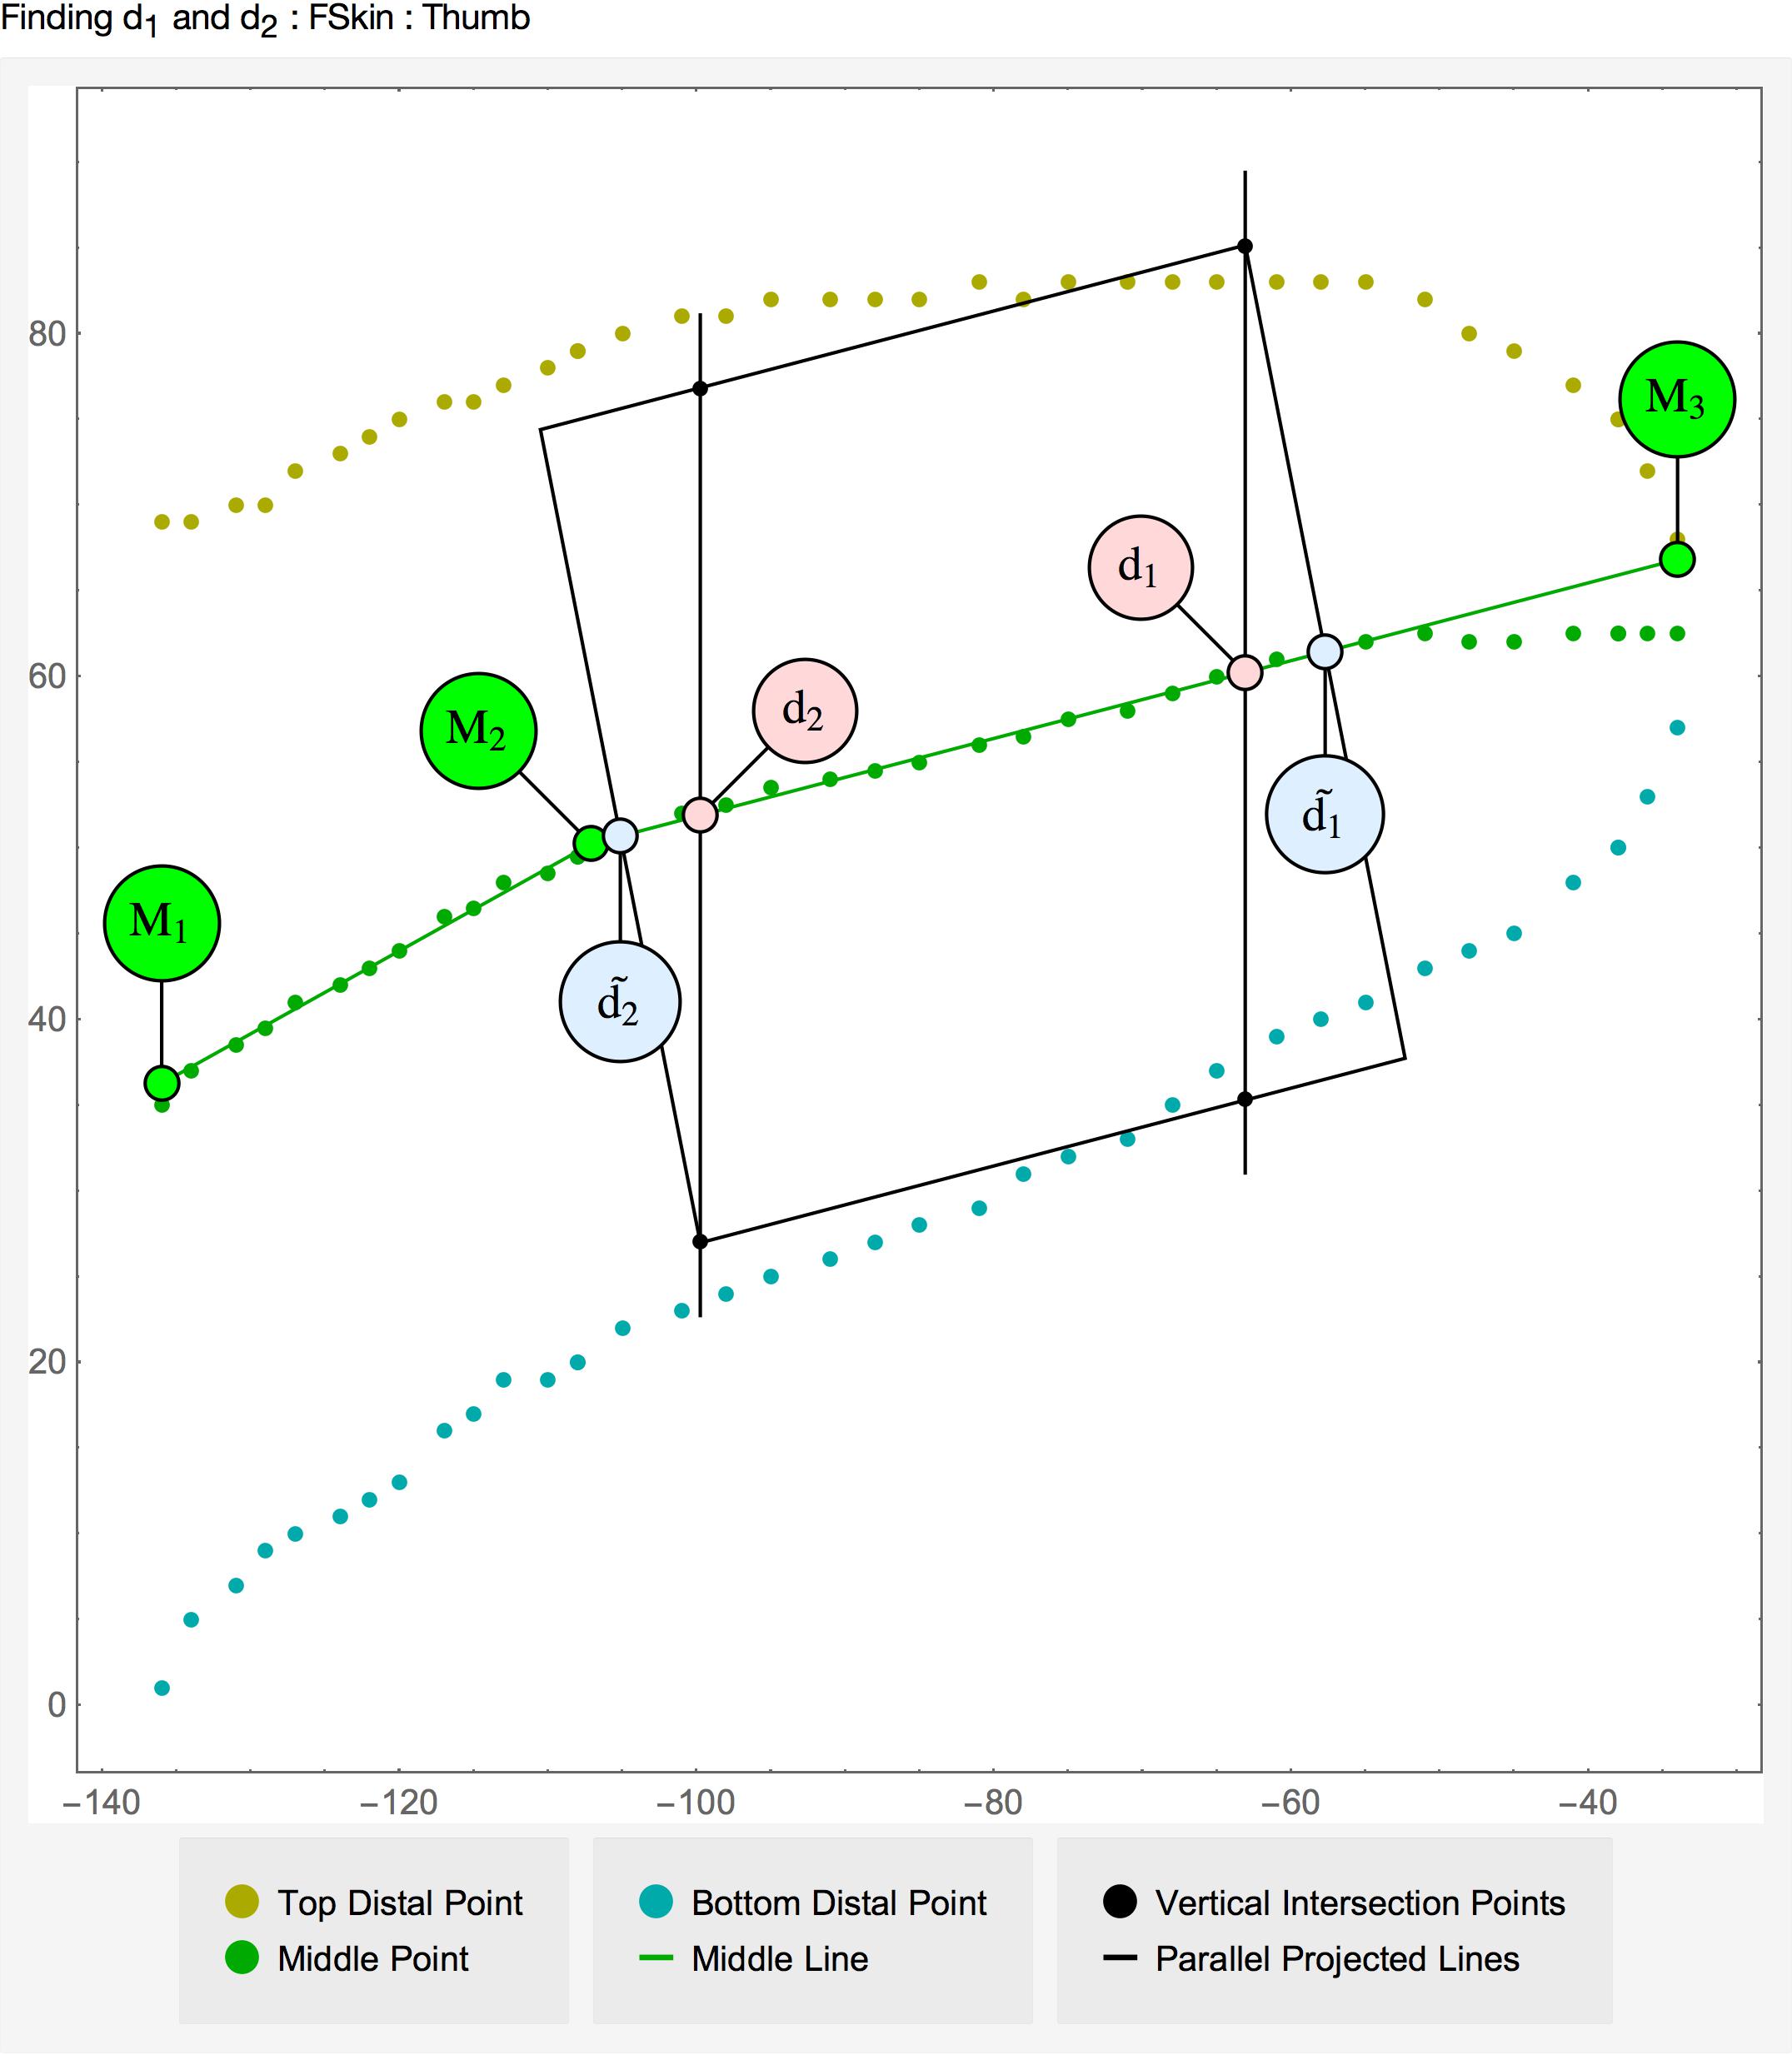 Finding d₁ and d₂ : FSkin : Thumb
80
60
40
20
0
M₃
d₁
M₂
d₂
d̃₁
M₁
d̃₂
−140 −120 −100 −80 −60 −40
Top Distal Point Bottom Distal Point Vertical Intersection Points
Middle Point Middle Line Parallel Projected Lines